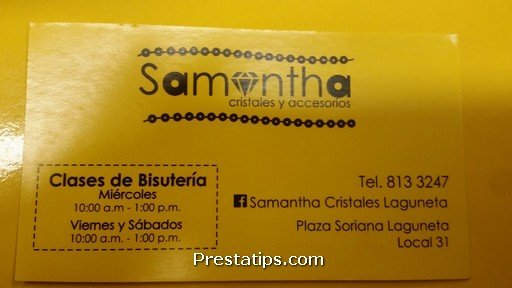 Samantha
cristales y accesorios
Clases de Bisutería
Miércoles
10:00 a.m - 1:00 p.m.
Viernes y Sábados
10:00 a.m. - 1:00 p.m.
Tel. 813 3247
f Samantha Cristales Laguneta
Plaza Soriana Laguneta
Local 31
Prestatips.com